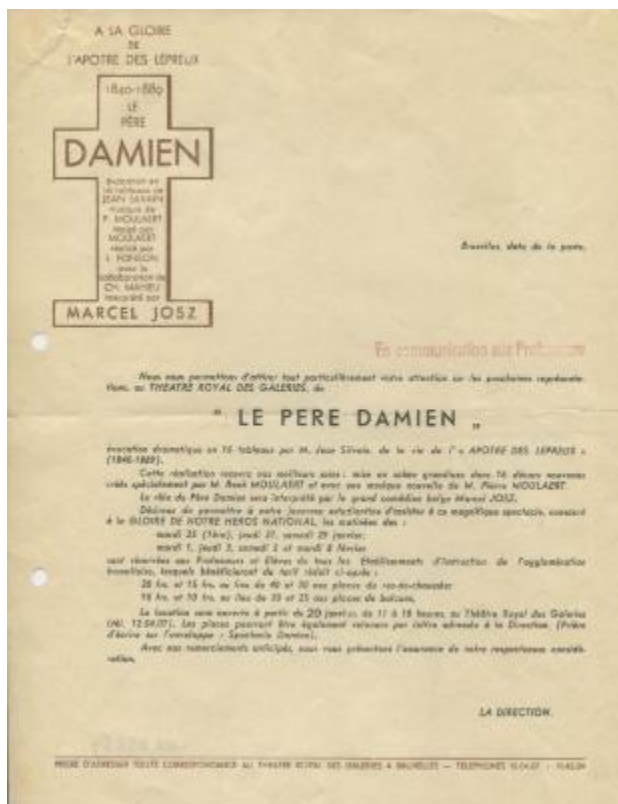 A LA GLOIRE
DE
L'APOTRE DES LEPREUX
1840-1889
LE
PÈRE
DAMIEN
évocation en
16 tableaux de
JEAN SILVAIN
musique de
P. MOULAERT
MOULAERT
réalisé par
avec la
collaboration de
CH. MAHIEU
interprété par
MARCEL JOSZ
Bruxelles, date de la poste,
En communication aux Professeurs
Nous nous permettons d'attirer tout particulièrement votre attention sur les prochaines représenta-
tions, au THEATRE ROYAL DES GALERIES, de
" LE PERE DAMIEN "
évocation dramatique en 16 tableaux par M. Jean Silvain, de la vie de l' « APOTRE DES LEPREUX »
(1840-1889).
Cette réalisation recevra nos meilleurs soins : mise en scène grandiose dans 16 décors nouveaux
créés spécialement par M. René MOULAERT et avec une musique nouvelle de M. Pierre MOULAERT.
Le rôle du Père Damien sera interprété par le grand comédien belge Marcel JOSZ.
Désireux de permettre à notre jeunesse estudiantine d'assister à ce magnifique spectacle, consacré
à la GLOIRE DE NOTRE HEROS NATIONAL, les matinées des :
mardi 25 (1ère), jeudi 27, samedi 29 janvier,
mardi 1, jeudi 3, samedi 5 et mardi 8 février
sont réservées aux Professeurs et Elèves de tous les Etablissements d'Instruction de l'agglomération
bruxelloise, lesquels bénéficieront du tarif réduit ci-après :
20 frs. et 15 frs. au lieu de 40 et 30 aux places de rez-de-chaussée
15 frs. et 10 frs. au lieu de 30 et 25 aux places de balcons.
La location sera ouverte à partir du 20 janvier, de 11 à 18 heures, au Théâtre Royal des Galeries
(tél. 12.04.07). Les places pourront être également retenues par lettre adressée à la Direction. (Prière
d'écrire sur l'enveloppe : Spectacle Damien).
Avec nos remerciements anticipés, nous vous présentons l'assurance de notre respectueuse considé-
ration.
LA DIRECTION.
PRIERE D'ADRESSER TOUTE CORRESPONDANCE AU THEATRE ROYAL DES GALERIES A BRUXELLES — TELEPHONES 12.04.07